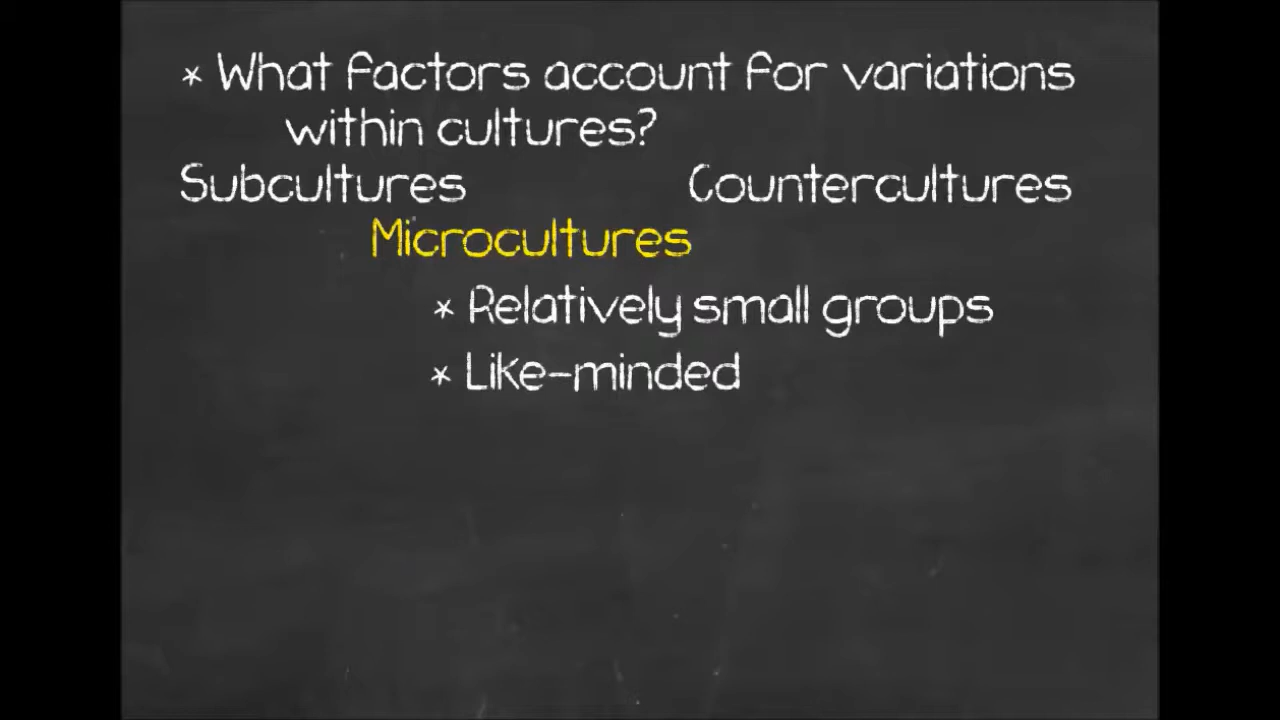 * What factors account for variations
within cultures?
Subcultures Countercultures
Microcultures
* Relatively small groups
* Like-minded